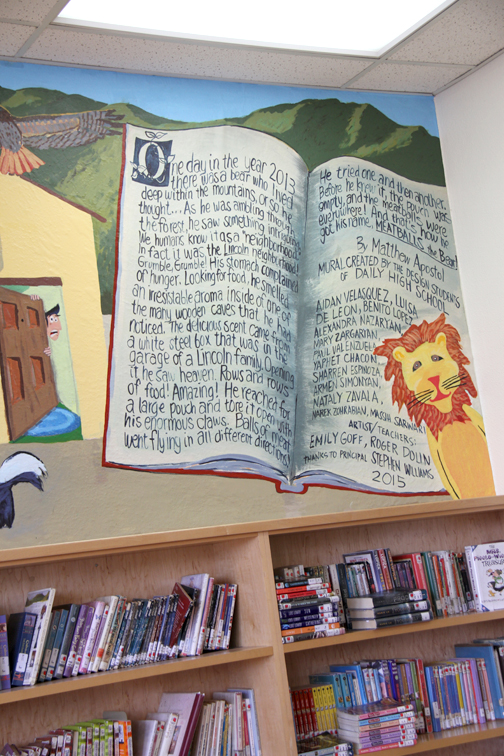 One day in the year 2013
there was a bear who lived
deep within the mountains, or so he
thought... As he was ambling through
the forest, he saw something intriguing.
We humans know it as a "neighborhood."
In fact, it was the Lincoln neighborhood!
Grumble, Grumble! His stomach complained
of hunger. Looking for food, he smelled
an irresistable aroma inside of one of
the many wooden caves that he had
noticed. The delicious scent came from
a white steel box that was in the
garage of a Lincoln family. Opening
it, he saw heaven. Rows and rows
of food! Amazing! He reached for
a large pouch and tore it open with
his enormous claws. Balls of meat
went flying in all different directions!
He tried one and then another.
Before he knew it, the box was
empty, and the meatballs were
everywhere! And that's how he
got his name, MEATBALLS the Bear!
By Matthew Apostol
MURAL CREATED BY THE DESIGN STUDENTS
OF DAILY HIGH SCHOOL
AIDAN VELASQUEZ, LUISA
DE LEON, BENITO LOPEZ
ALEXANDRA NAZARYAN,
MARY ZARGARIAN,
PAUL VALENZUELA,
YAPHET CHACON,
SHARREN ESPINOZA,
ARMEN SIMONYAN,
NATALY ZAVALA,
NAREK ZOHRABIAN, MASHA SARWARI
ARTIST/TEACHERS:
EMILY GOFF, ROGER DOLIN
THANKS TO PRINCIPAL STEPHEN WILLIAMS
2015